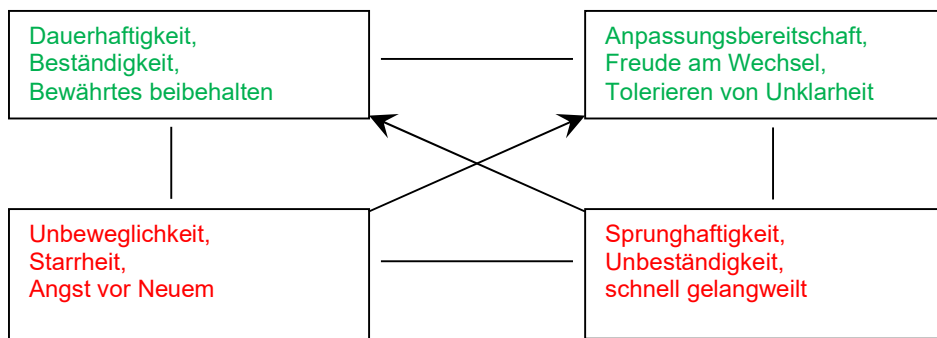 Dauerhaftigkeit,
Beständigkeit,
Bewährtes beibehalten
Anpassungsbereitschaft,
Freude am Wechsel,
Tolerieren von Unklarheit
Unbeweglichkeit,
Starrheit,
Angst vor Neuem
Sprunghaftigkeit,
Unbeständigkeit,
schnell gelangweilt